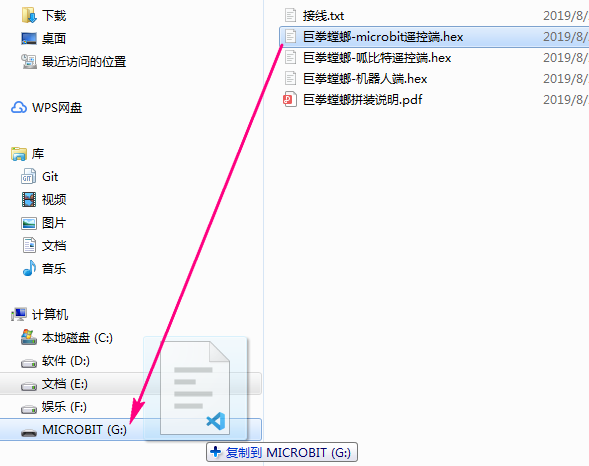 下载
桌面
最近访问的位置
WPS网盘
库
Git
GIT
视频
图片
文档
音乐
计算机
本地磁盘 (C:)
软件 (D:)
文档 (E:)
娱乐 (F:)
MICROBIT (G:)
接线.txt 2019/8/
巨拳螳螂-microbit遥控端.hex 2019/8/
巨拳螳螂-呱比特遥控端.hex 2019/8/
巨拳螳螂-机器人端.hex 2019/8/
巨拳螳螂拼装说明.pdf 2019/8/
复制到 MICROBIT (G:)